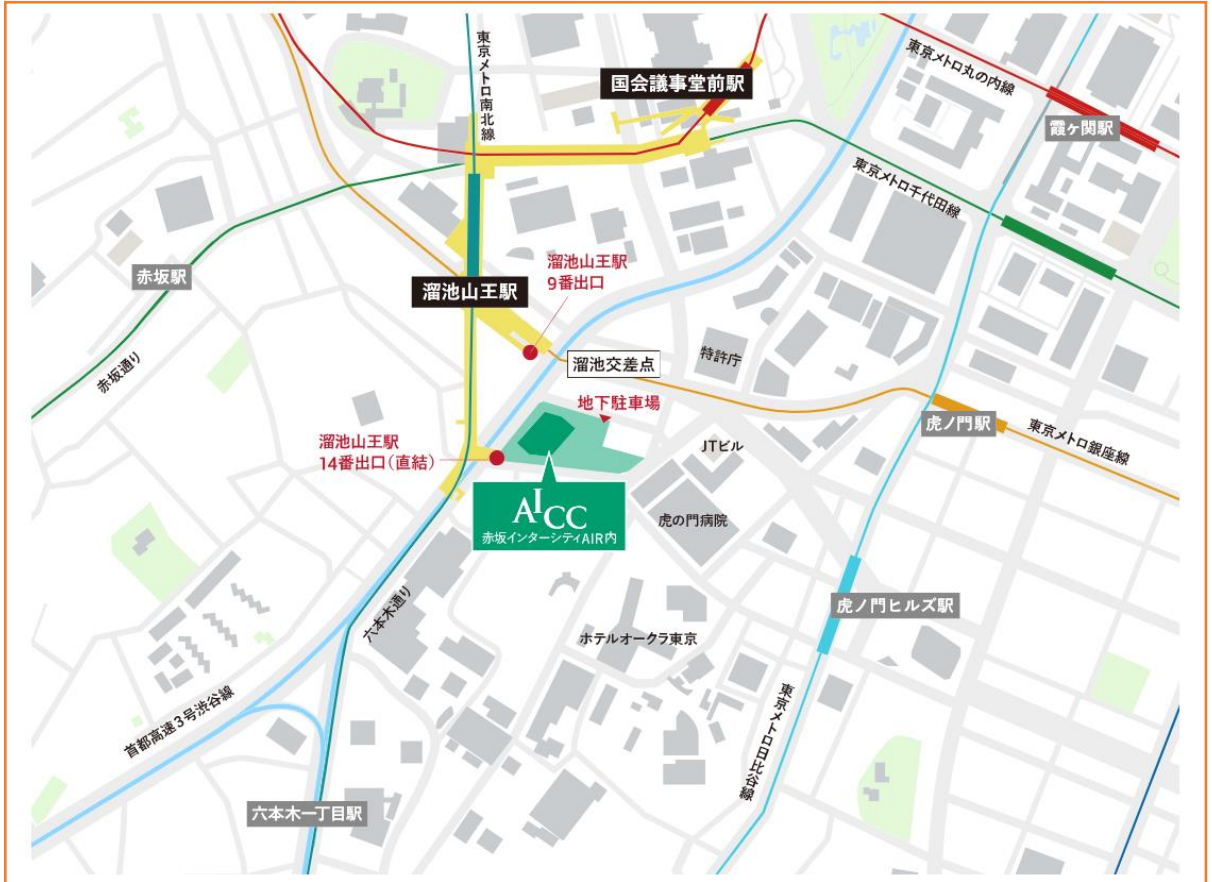 東京メトロ南北線
国会議事堂前駅
東京メトロ丸の内線
霞ヶ関駅
東京メトロ千代田線
赤坂駅
溜池山王駅
9番出口
溜池山王駅
赤坂通り
溜池交差点
特許庁
地下駐車場
虎ノ門駅
東京メトロ銀座線
溜池山王駅
14番出口(直結)
JTビル
AICC
赤坂インターシティAIR内
虎の門病院
六本木通り
ホテルオークラ東京
虎ノ門ヒルズ駅
首都高速3号渋谷線
東京メトロ日比谷線
六本木一丁目駅